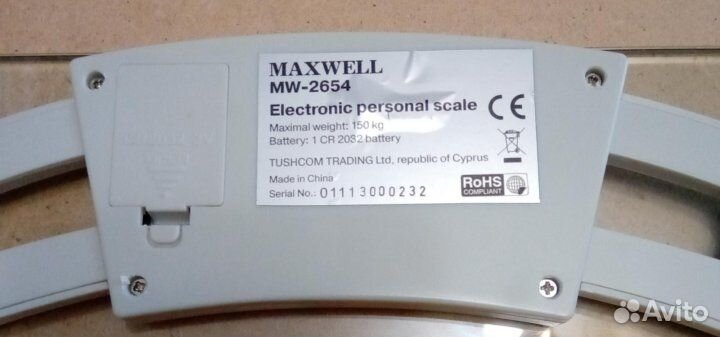 MAXWELL
MW-2654
Electronic personal scale
CE
Maximal weight: 150 kg
Battery: 1 CR 2032 battery
TUSHCOM TRADING Ltd, republic of Cyprus
Made in China
Serial No.: 01113000232
RoHS
COMPLIANT
Avito